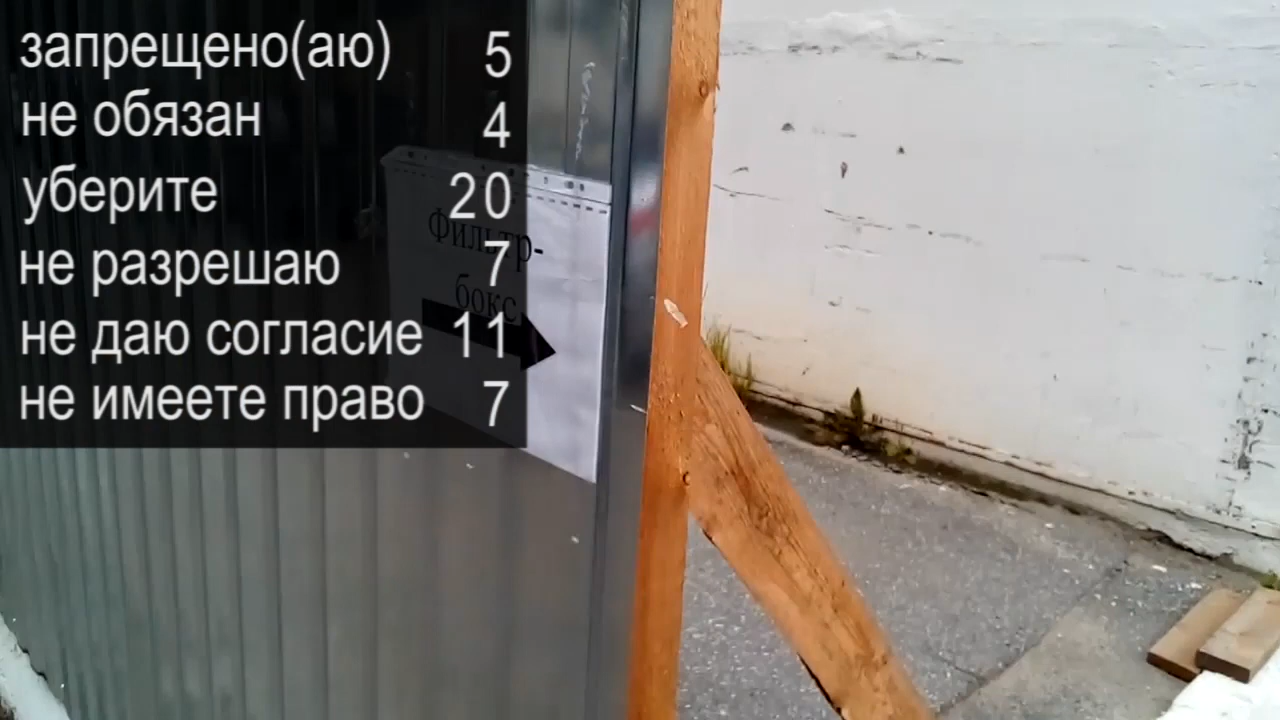 запрещено(аю) 5
не обязан 4
уберите 20
не разрешаю 7
не даю согласие 11
не имеете право 7
Фильтр-
бокс